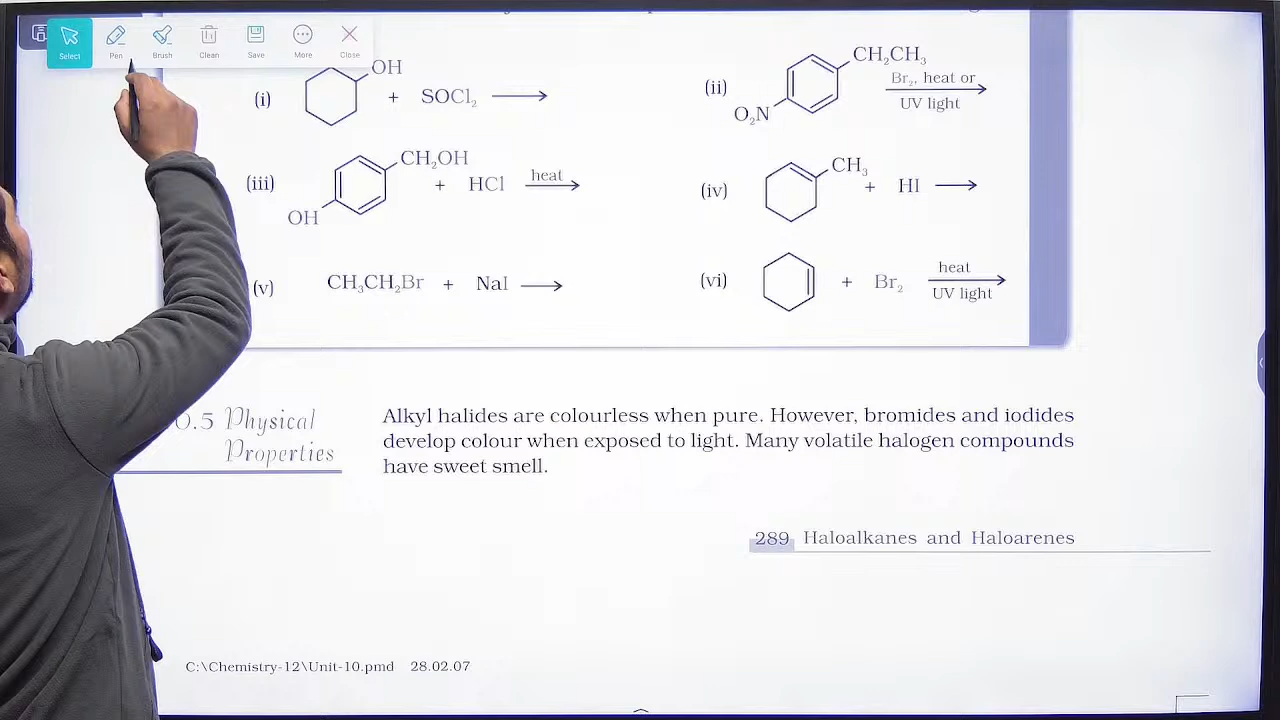 Select Pen Brush Clean Save More Close
OH
(i) + SOCl₂
(ii) CH₂CH₃ O₂N Br₂, heat or UV light
(iii) CH₂OH OH + HCl heat
(iv) CH₃ + HI
(v) CH₃CH₂Br + NaI
(vi) + Br₂ heat UV light
0.5 Physical
Properties
Alkyl halides are colourless when pure. However, bromides and iodides
develop colour when exposed to light. Many volatile halogen compounds
have sweet smell.
289 Haloalkanes and Haloarenes
C:\Chemistry-12\Unit-10.pmd 28.02.07